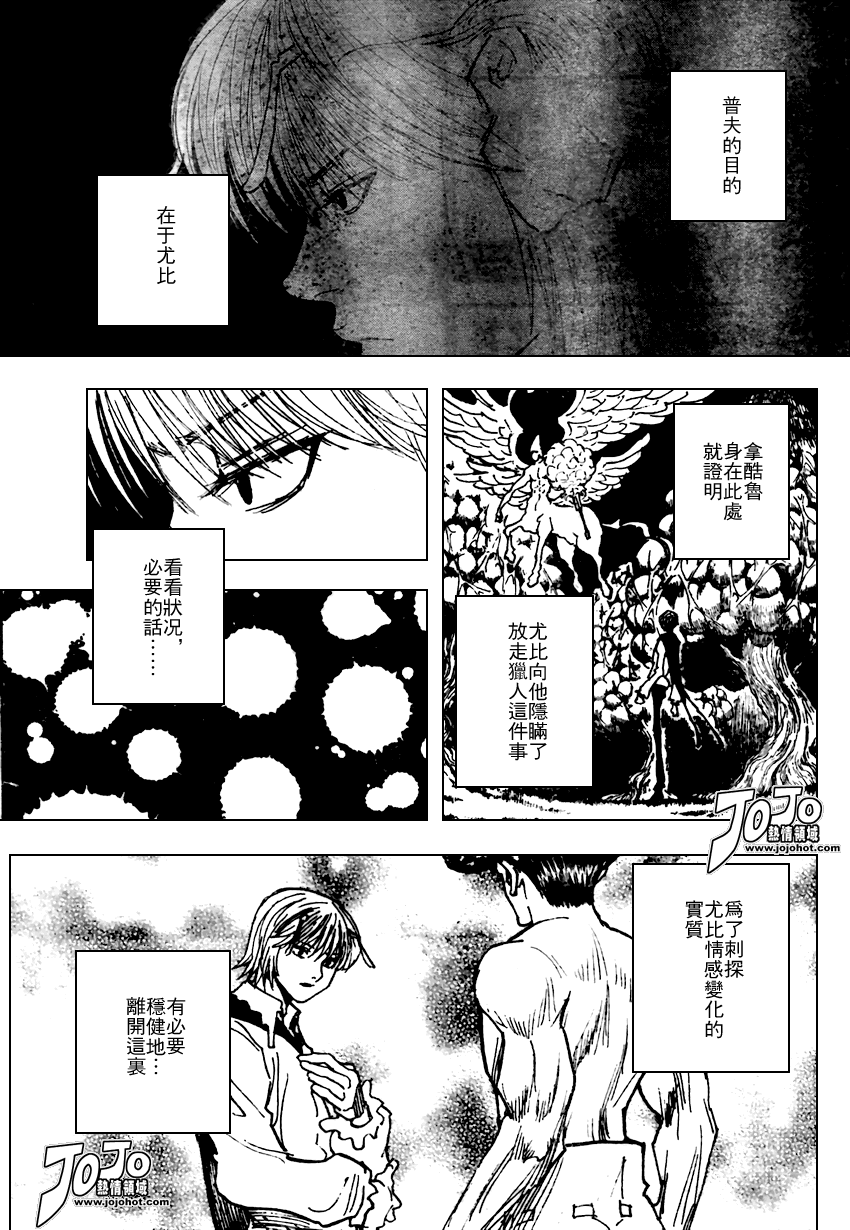 普夫的目的
在于尤比
拿酷魯
身在此處
就證明
尤比向他隱瞞了
放走獵人這件事
看看狀况，
必要的話……
JOJO
熱情領域
www.jojohot.com
爲了刺探
尤比情感變化的
實質
有必要
穩健地…
離開這裏
JOJO
熱情領域
www.jojohot.com